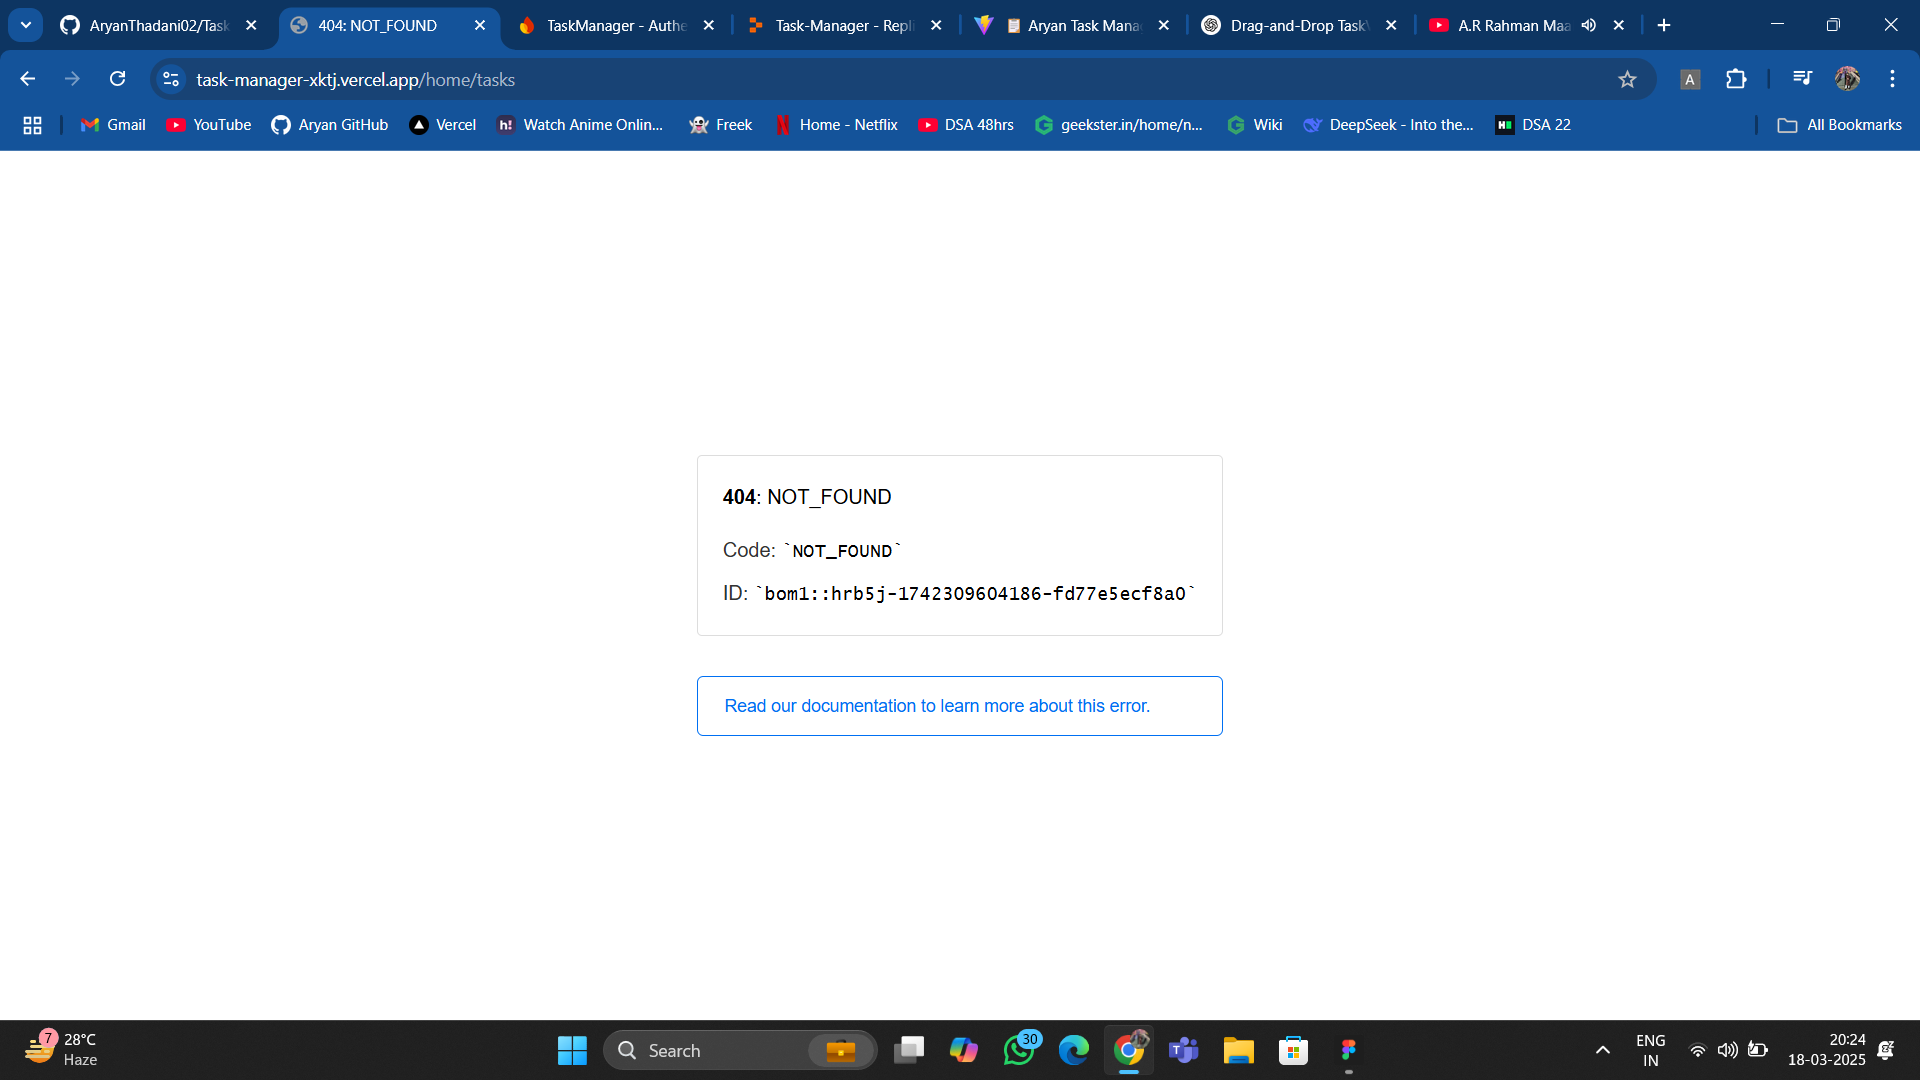 AryanThadani02/Task
404: NOT_FOUND
TaskManager - Authe
Task-Manager - Repli
Aryan Task Mana
Drag-and-Drop Task
A.R Rahman Maa
task-manager-xktj.vercel.app/home/tasks
A
Gmail
YouTube
Aryan GitHub
Vercel
h!
Watch Anime Onlin...
Freek
Home - Netflix
DSA 48hrs
geekster.in/home/n...
Wiki
DeepSeek - Into the...
DSA 22
All Bookmarks
404: NOT_FOUND
Code: `NOT_FOUND`
ID: `bom1::hrb5j-1742309604186-fd77e5ecf8a0`
Read our documentation to learn more about this error.
7
28°C
Haze
Search
30
ENG
IN
20:24
18-03-2025